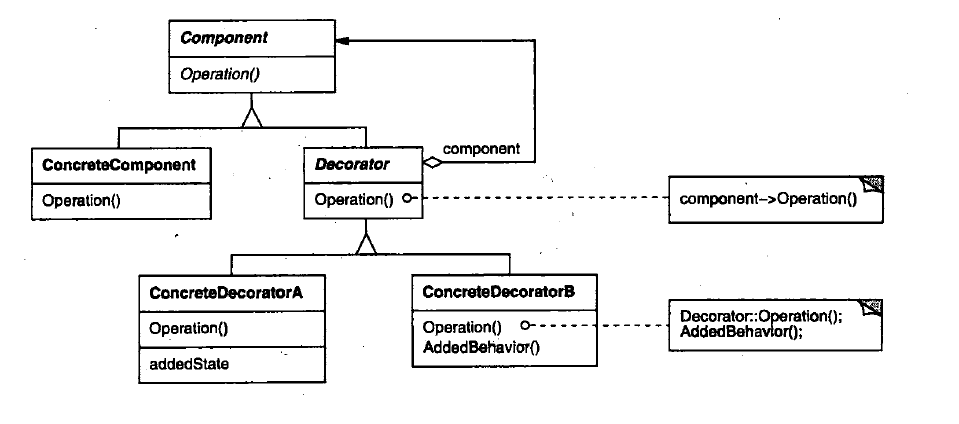 Component
Operation()
component
ConcreteComponent
Operation()
Decorator
Operation()
component->Operation()
ConcreteDecoratorA
Operation()
addedState
ConcreteDecoratorB
Operation()
AddedBehavior()
Decorator::Operation();
AddedBehavior();